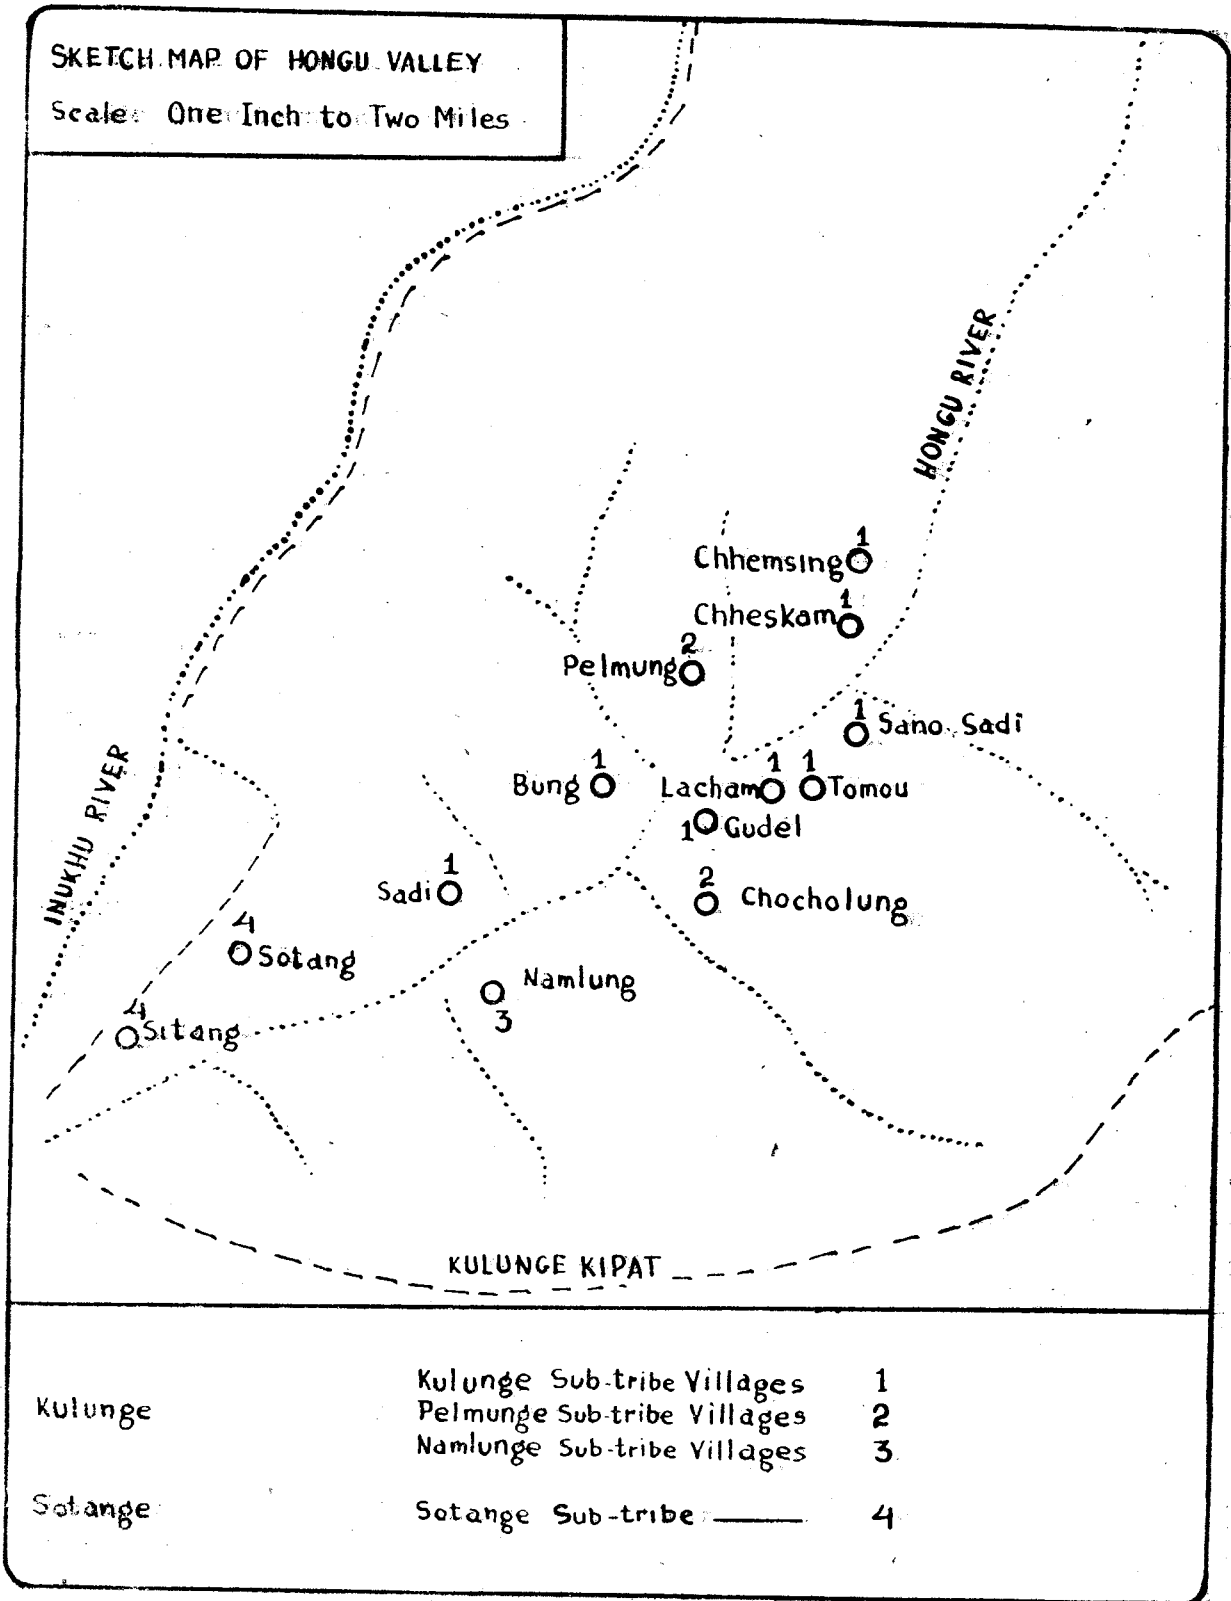 SKETCH MAP OF HONGU VALLEY
Scale: One Inch to Two Miles
HONGU RIVER
1
Chhemsing
1
Chheskam
2
Pelmung
1
Sano Sadi
INUKHU RIVER
1
Bung
1
Lacham
1
Tomou
1 Gudel
1
Sadi
2
Chocholung
4
Sotang
Namlung
3
4
Sitang
KULUNGE KIPAT
Kulunge
Kulunge Sub-tribe Villages 1
Pelmunge Sub-tribe Villages 2
Namlunge Sub-tribe Villages 3
Sotange
Sotange Sub-tribe —— 4